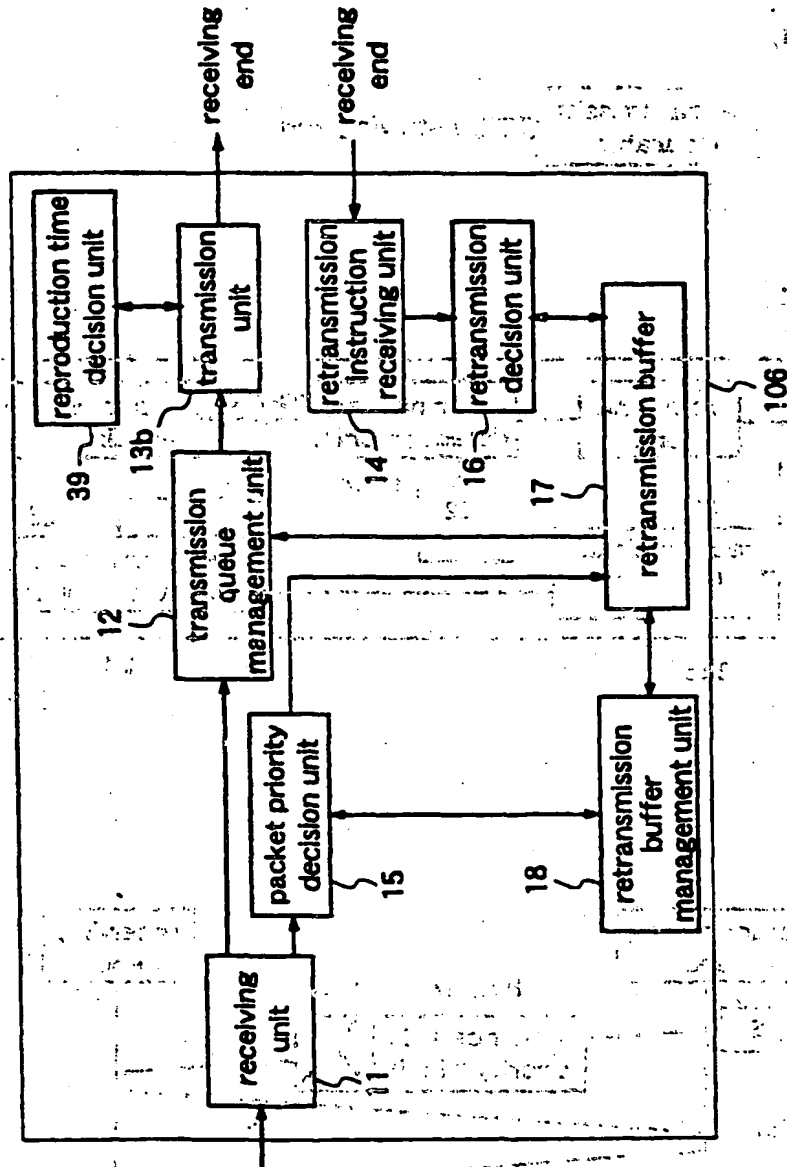 reproduction time
decision unit
39
transmission
unit
13b
receiving
end
receiving
end
transmission
queue
management unit
12
retransmission
instruction
receiving unit
14
retransmission
decision unit
16
packet priority
decision unit
15
receiving
unit
11
retransmission buffer
17
retransmission
buffer
management unit
18
106